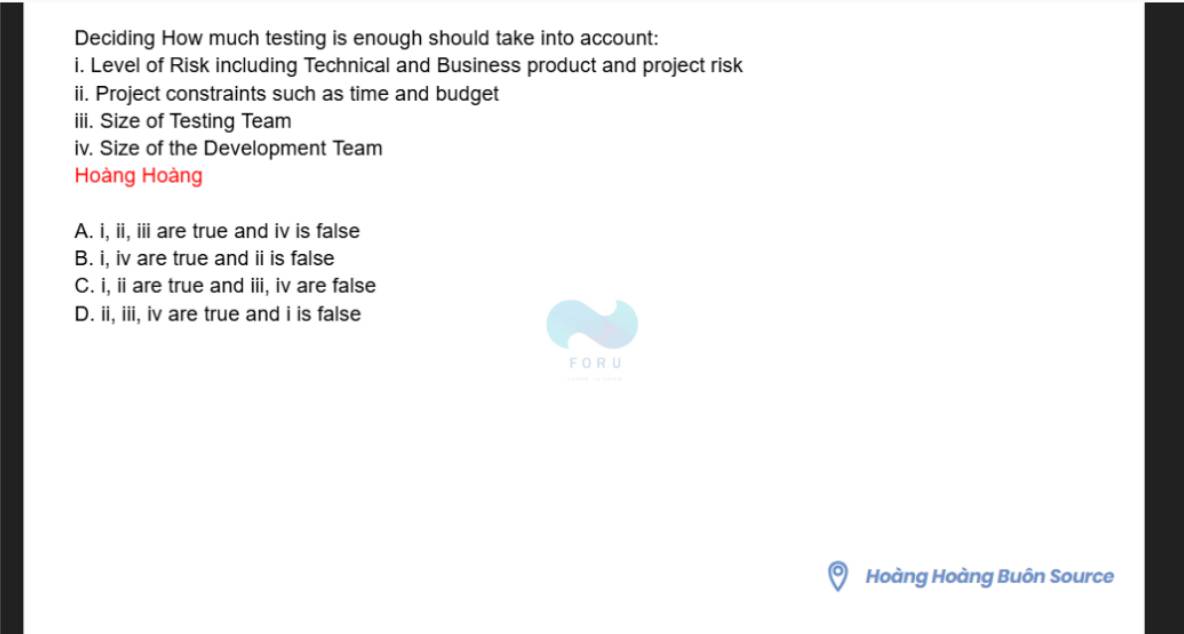 Deciding How much testing is enough should take into account:
i. Level of Risk including Technical and Business product and project risk
ii. Project constraints such as time and budget
iii. Size of Testing Team
iv. Size of the Development Team
Hoàng Hoàng
A. i, ii, iii are true and iv is false
B. i, iv are true and ii is false
C. i, ii are true and iii, iv are false
D. ii, iii, iv are true and i is false
FORU
Hoàng Hoàng Buôn Source